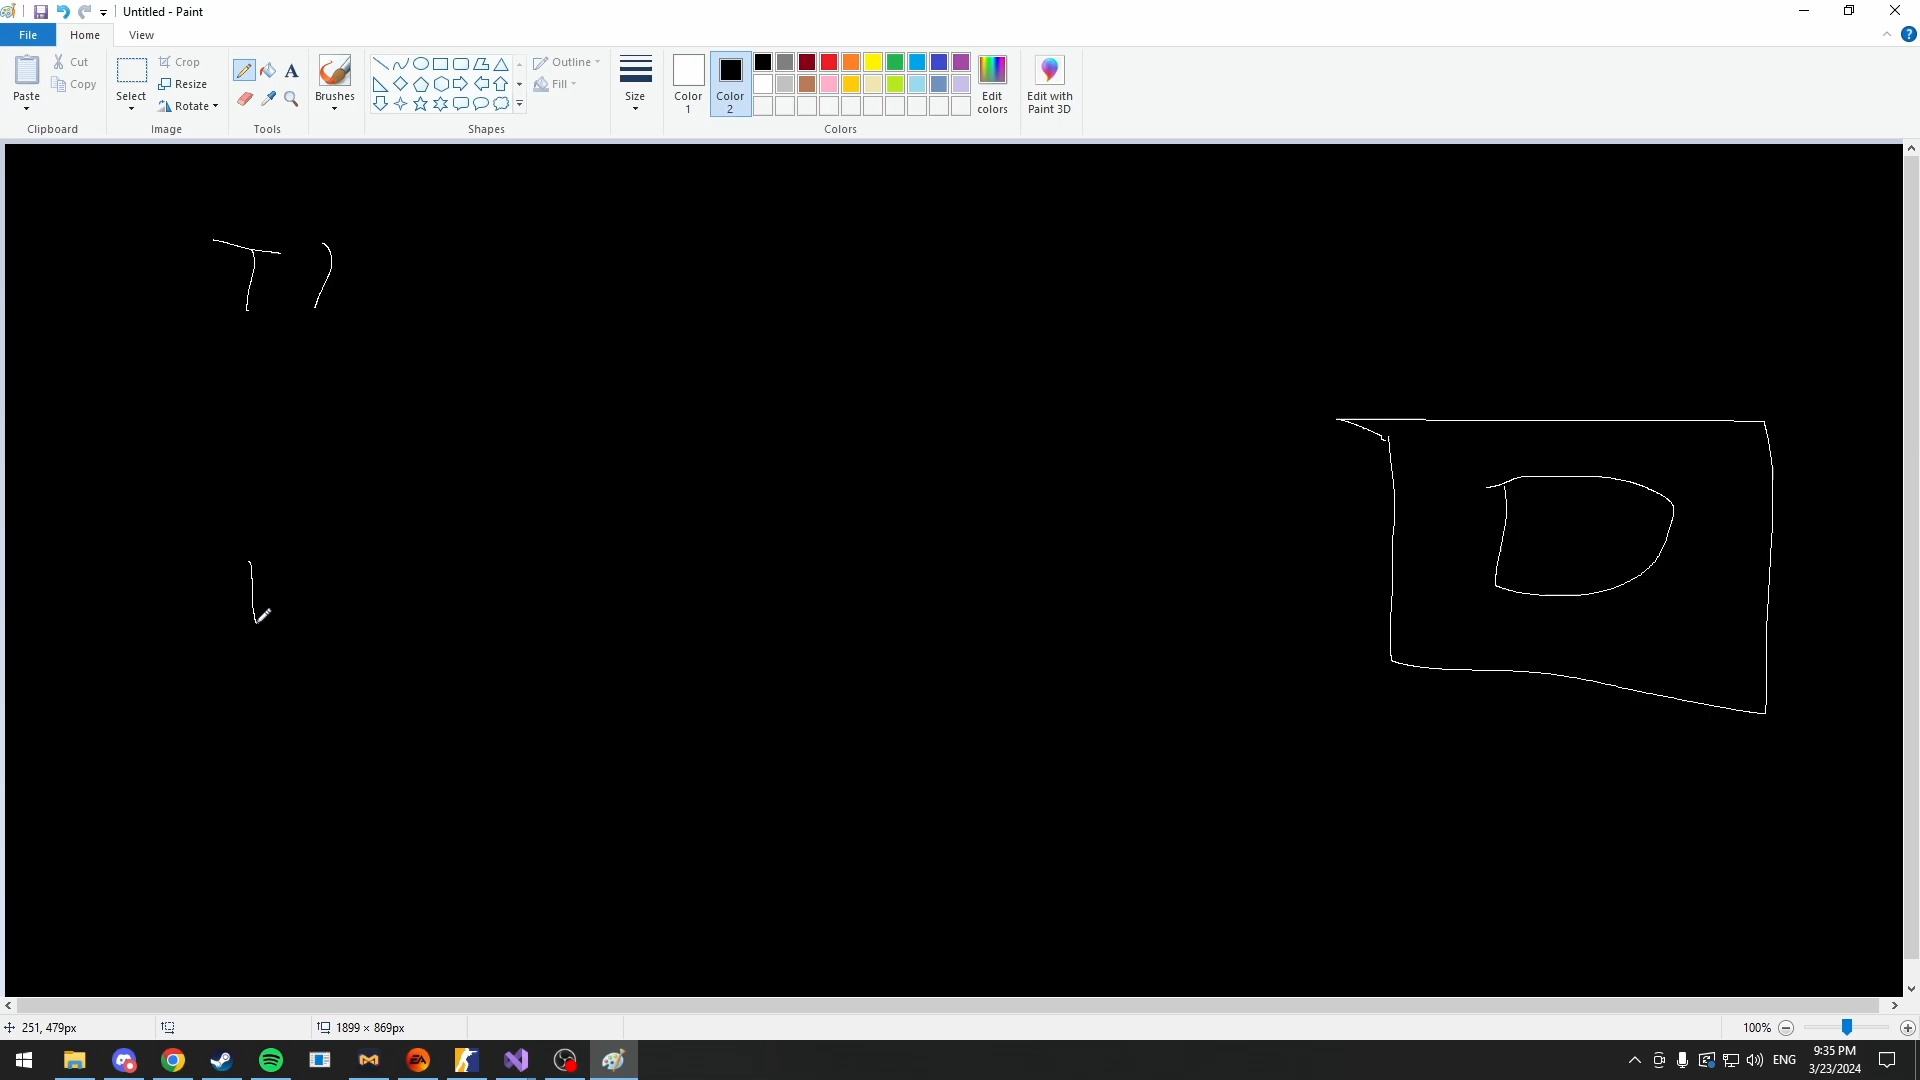 Untitled - Paint
File Home View
Paste
Cut
Copy
Clipboard
Select
Crop
Resize
Rotate
Image
Tools
Brushes
Shapes
Outline
Fill
Size
Color 1
Color 2
Edit colors
Colors
Edit with Paint 3D
T
D
251, 479px
1899 × 869px
100%
ENG
9:35 PM
3/23/2024